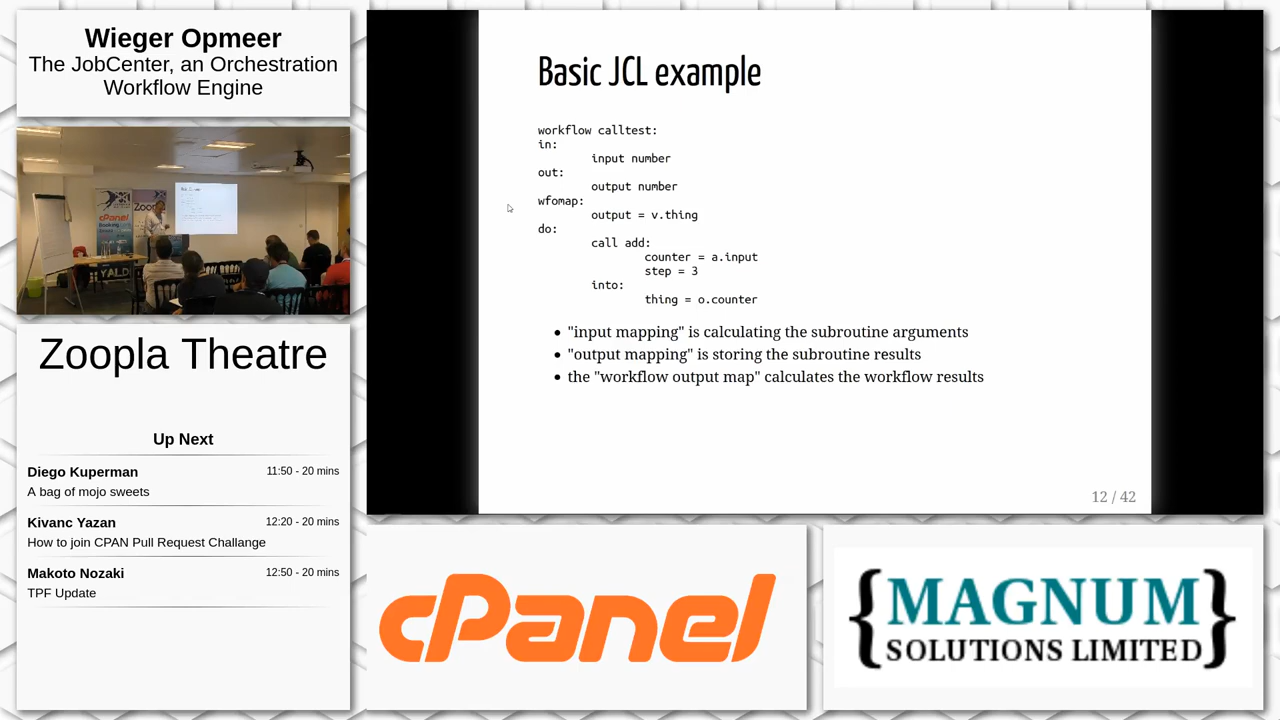 Wieger Opmeer
The JobCenter, an Orchestration
Workflow Engine
cPanel
YALD
Zoopla Theatre
Up Next
Diego Kuperman 11:50 - 20 mins
A bag of mojo sweets
Kivanc Yazan 12:20 - 20 mins
How to join CPAN Pull Request Challange
Makoto Nozaki 12:50 - 20 mins
TPF Update
Basic JCL example
workflow calltest:
in:
input number
out:
output number
wfomap:
output = v.thing
do:
call add:
counter = a.input
step = 3
into:
thing = o.counter
• "input mapping" is calculating the subroutine arguments
• "output mapping" is storing the subroutine results
• the "workflow output map" calculates the workflow results
12 / 42
cPanel
{MAGNUM}
SOLUTIONS LIMITED